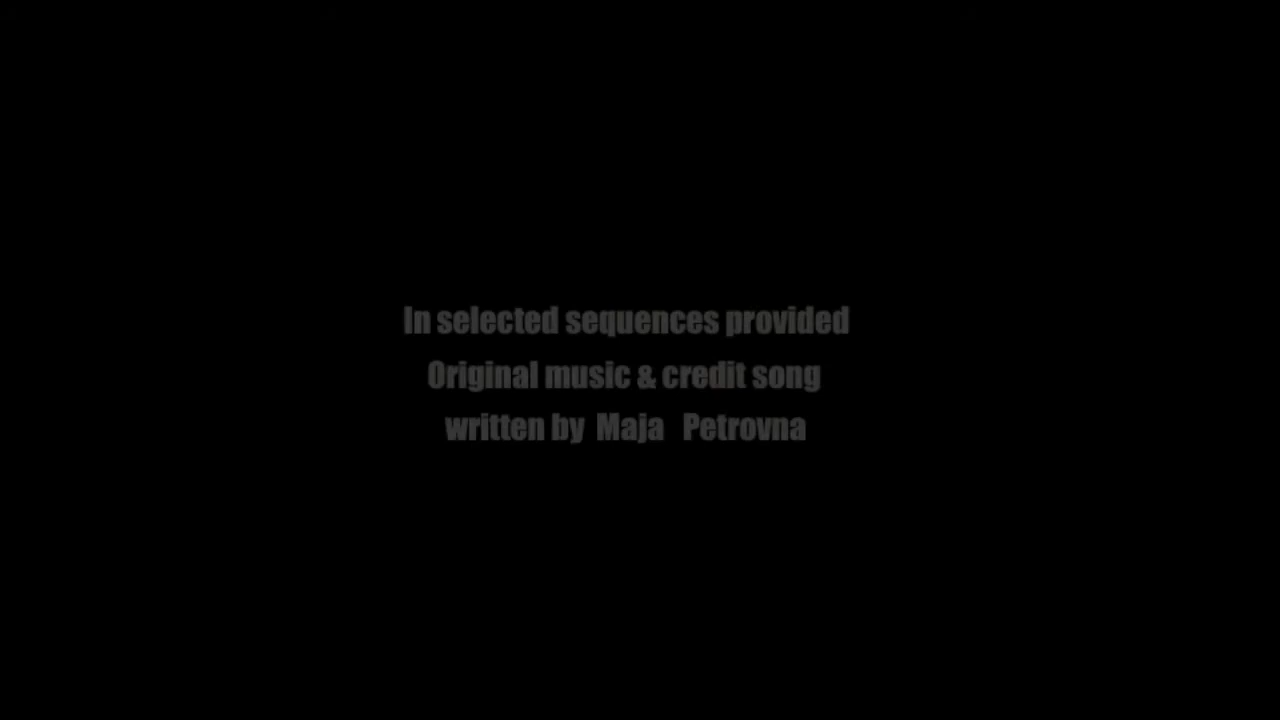 In selected sequences provided
Original music & credit song
written by Maja Petrovna